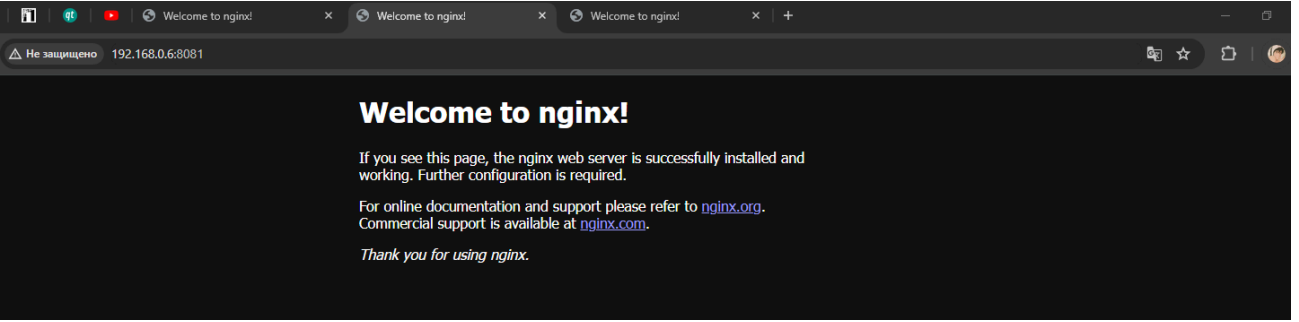 qt
Welcome to nginx!
Welcome to nginx!
Welcome to nginx!
Не защищено 192.168.0.6:8081
Welcome to nginx!
If you see this page, the nginx web server is successfully installed and
working. Further configuration is required.
For online documentation and support please refer to nginx.org.
Commercial support is available at nginx.com.
Thank you for using nginx.